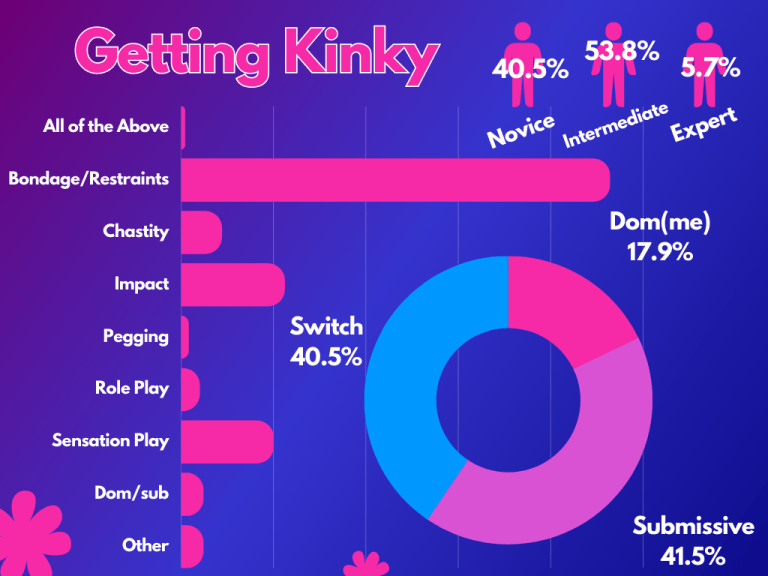 Getting Kinky
40.5%
53.8%
5.7%
Novice
Intermediate
Expert
All of the Above
Bondage/Restraints
Chastity
Impact
Pegging
Role Play
Sensation Play
Dom/sub
Other
Dom(me)
17.9%
Switch
40.5%
Submissive
41.5%